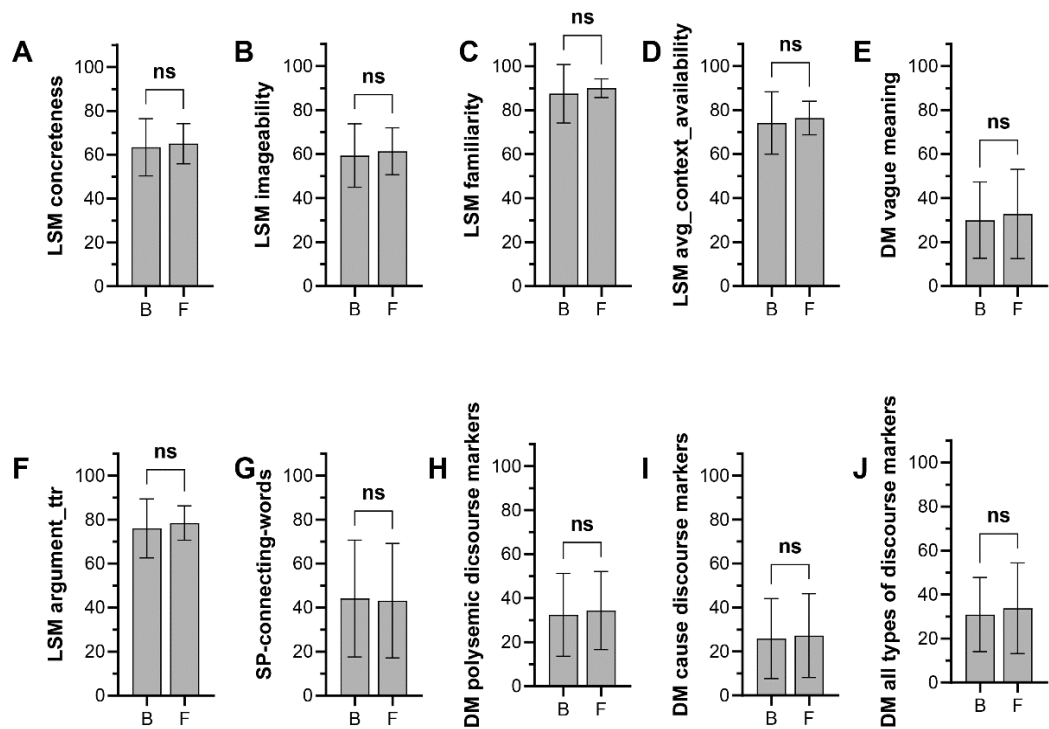 A
LSM concreteness
100
80
60
40
20
0
ns
B F
B
LSM imageability
100
80
60
40
20
0
ns
B F
C
LSM familiarity
100
80
60
40
20
0
ns
B F
D
LSM avg_context_availability
100
80
60
40
20
0
ns
B F
E
DM vague meaning
100
80
60
40
20
0
ns
B F
F
LSM argument_ttr
100
80
60
40
20
0
ns
B F
G
SP-connecting-words
100
80
60
40
20
0
ns
B F
H
DM polysemic dicsourse markers
100
80
60
40
20
0
ns
B F
I
DM cause discourse markers
100
80
60
40
20
0
ns
B F
J
DM all types of discourse markers
100
80
60
40
20
0
ns
B F